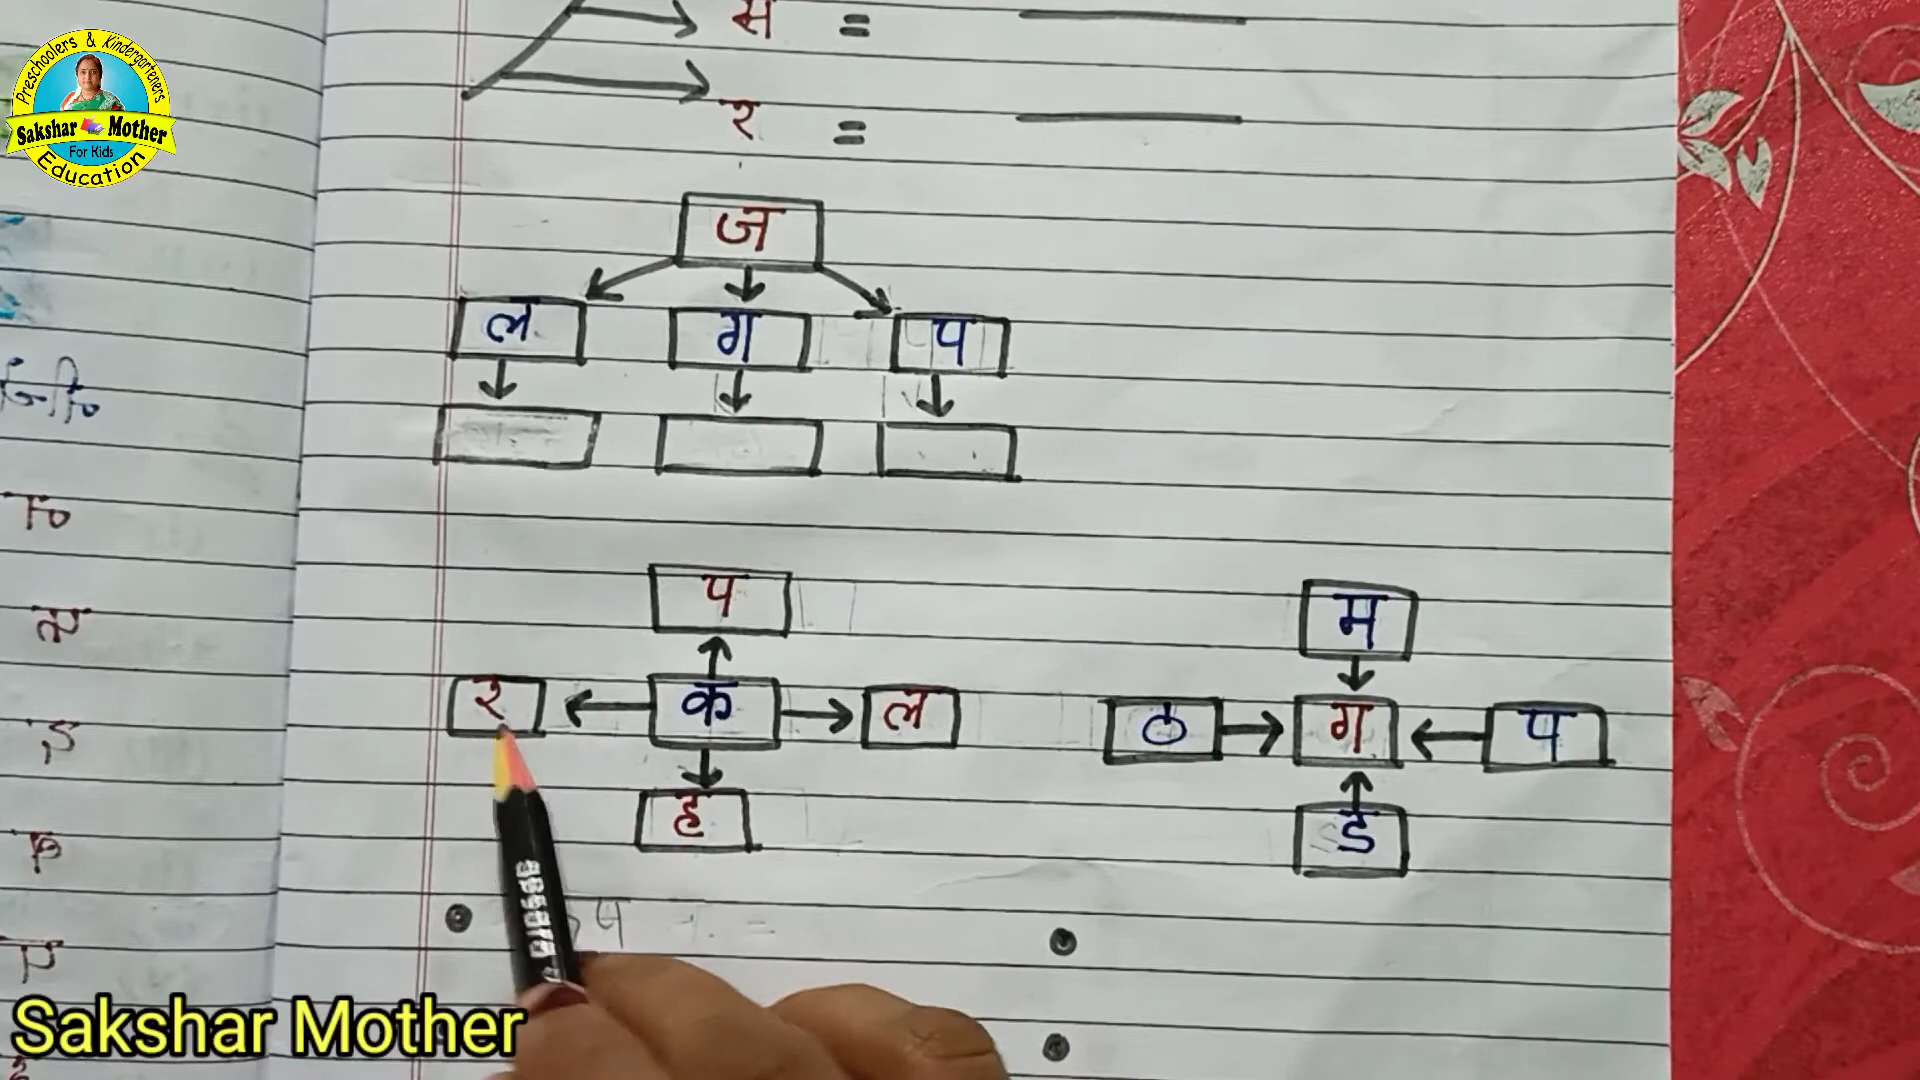 Preschoolers & Kindergarteners
Sakshar Mother
For Kids
Education
म =
र =
ज
ल ग प
प
र क ल
ह
म
ठ ग प
ड
Sakshar Mother